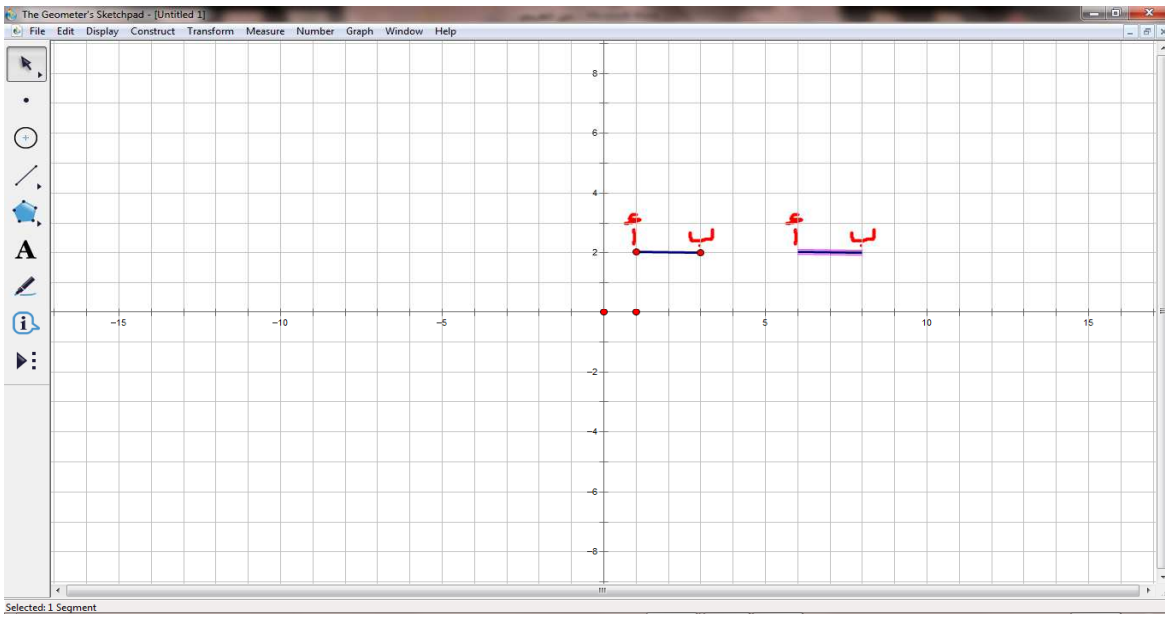 The Geometer's Sketchpad - [Untitled 1]
File Edit Display Construct Transform Measure Number Graph Window Help
8
6
4
أ ب أ ب
2
-15 -10 -5 5 10 15
-2
-4
-6
-8
A
i
Selected: 1 Segment